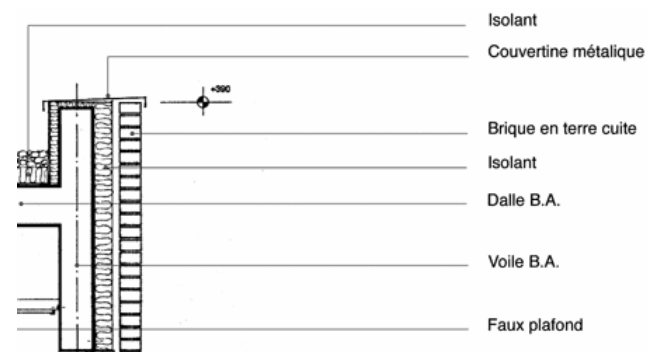 Isolant
Couvertine métalique
+390
Brique en terre cuite
Isolant
Dalle B.A.
Voile B.A.
Faux plafond